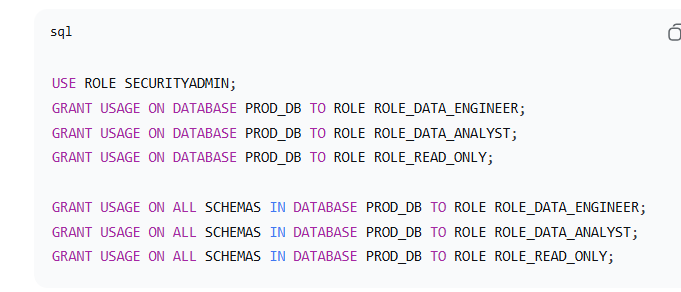 sql
USE ROLE SECURITYADMIN;
GRANT USAGE ON DATABASE PROD_DB TO ROLE ROLE_DATA_ENGINEER;
GRANT USAGE ON DATABASE PROD_DB TO ROLE ROLE_DATA_ANALYST;
GRANT USAGE ON DATABASE PROD_DB TO ROLE ROLE_READ_ONLY;
GRANT USAGE ON ALL SCHEMAS IN DATABASE PROD_DB TO ROLE ROLE_DATA_ENGINEER;
GRANT USAGE ON ALL SCHEMAS IN DATABASE PROD_DB TO ROLE ROLE_DATA_ANALYST;
GRANT USAGE ON ALL SCHEMAS IN DATABASE PROD_DB TO ROLE ROLE_READ_ONLY;